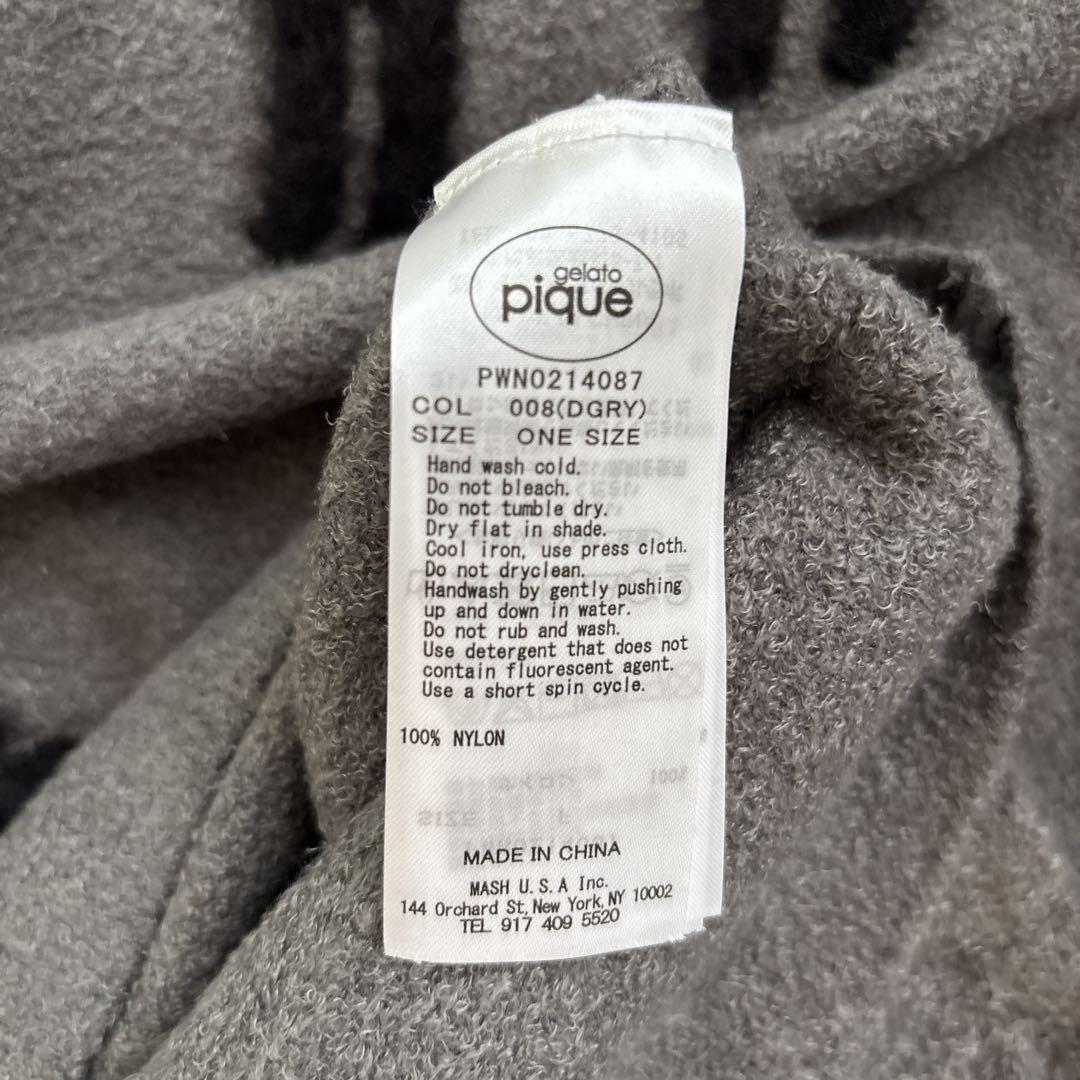 gelato
pique
PWN0214087
COL 008(DGRY)
SIZE ONE SIZE
Hand wash cold.
Do not bleach.
Do not tumble dry.
Dry flat in shade.
Cool iron, use press cloth.
Do not dryclean.
Handwash by gently pushing
up and down in water.
Do not rub and wash.
Use detergent that does not
contain fluorescent agent.
Use a short spin cycle.
100% NYLON
MADE IN CHINA
MASH U.S.A Inc.
144 Orchard St, New York, NY 10002
TEL 917 409 5520